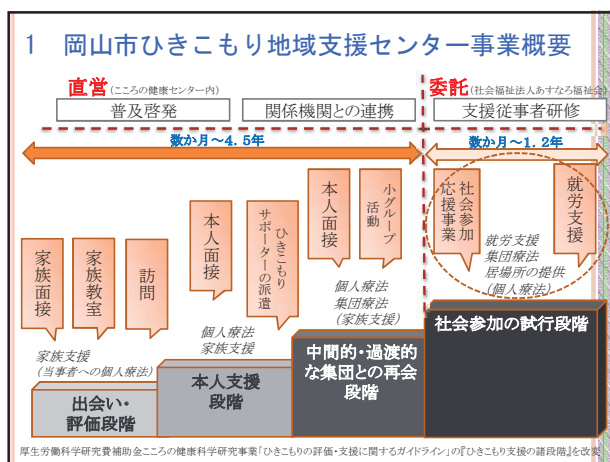 1 岡山市ひきこもり地域支援センター事業概要
直営(こころの健康センター内)
委託(社会福祉法人あすなろ福祉会)
普及啓発
関係機関との連携
支援従事者研修
数か月～4.5年
数か月～1.2年
家族面接
家族教室
訪問
本人面接
ひきこもり
サポーターの派遣
本人面接
小グループ
活動
社会参加
応援事業
就労支援
家族支援
(当事者への個人療法)
個人療法
家族支援
個人療法
集団療法
(家族支援)
就労支援
集団療法
居場所の提供
(個人療法)
出会い・
評価段階
本人支援
段階
中間的・過渡的
な集団との再会
段階
社会参加の試行段階
厚生労働科学研究費補助金こころの健康科学研究事業「ひきこもりの評価・支援に関するガイドライン」の『ひきこもり支援の諸段階』を改変